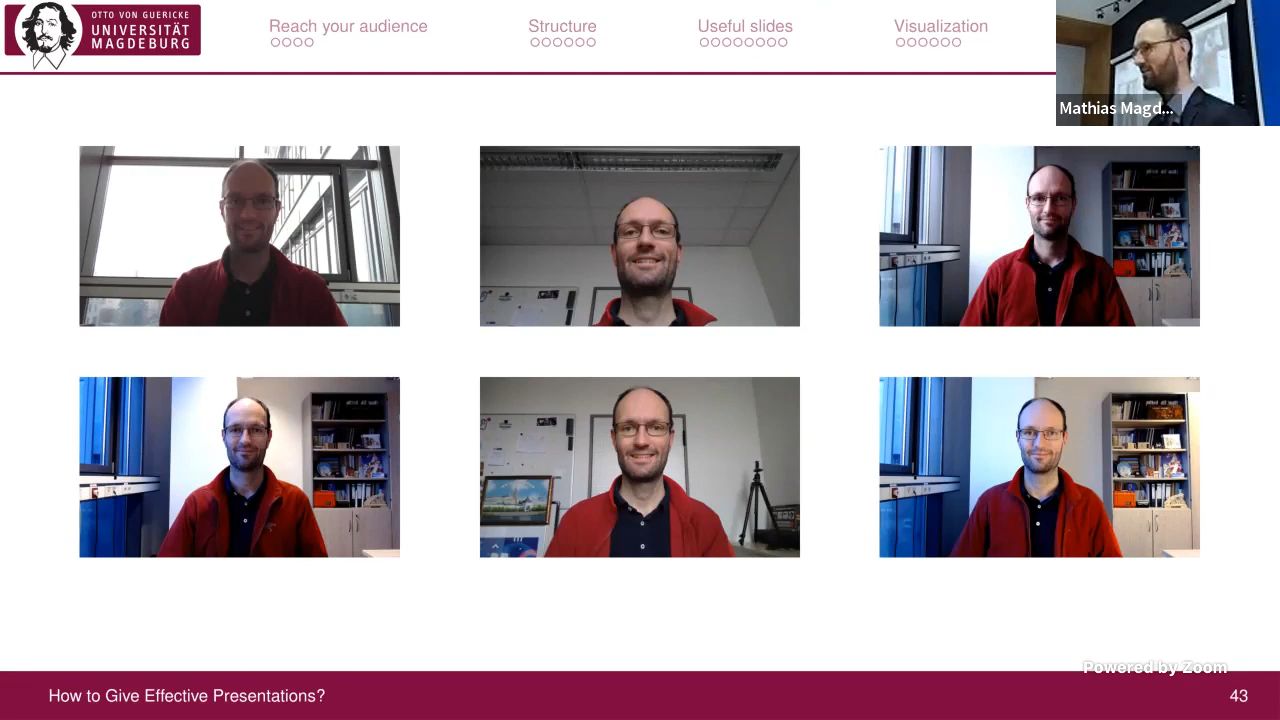 OTTO VON GUERICKE
UNIVERSITÄT
MAGDEBURG
Reach your audience
Structure
Useful slides
Visualization
Mathias Magd...
Powered by Zoom
How to Give Effective Presentations?
43